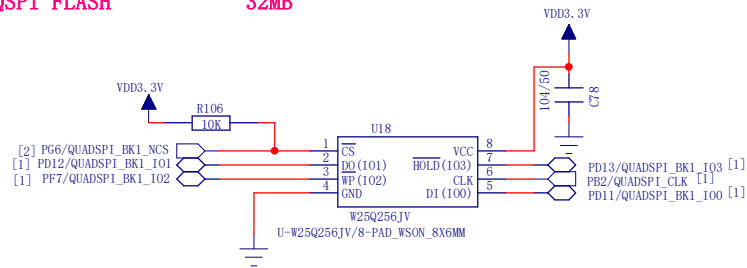 QSPI FLASH 32MB
VDD3.3V
VDD3.3V
R106
10K
104/50
C78
U18
[2] PG6/QUADSPI_BK1_NCS 1 CS VCC 8
[1] PD12/QUADSPI_BK1_IO1 2 DO(IO1) HOLD(IO3) 7 PD13/QUADSPI_BK1_IO3 [1]
[1] PF7/QUADSPI_BK1_IO2 3 WP(IO2) CLK 6 PB2/QUADSPI_CLK [1]
4 GND DI(IO0) 5 PD11/QUADSPI_BK1_IO0 [1]
W25Q256JV
U-W25Q256JV/8-PAD_WSON_8X6MM